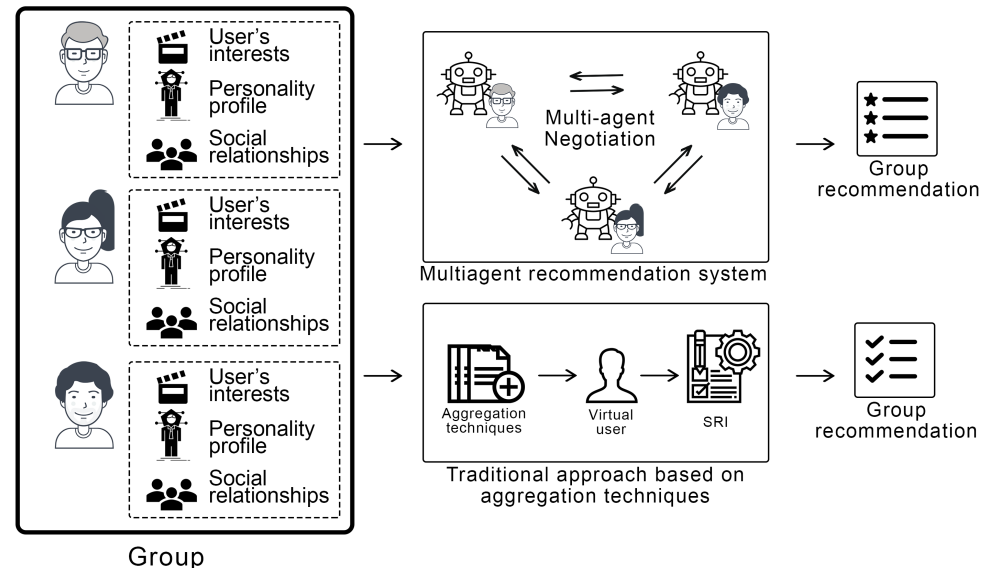 User's
interests
Personality
profile
Social
relationships
User's
interests
Personality
profile
Social
relationships
User's
interests
Personality
profile
Social
relationships
Group
Multi-agent
Negotiation
Multiagent recommendation system
Group
recommendation
Aggregation
techniques
Virtual
user
SRI
Traditional approach based on
aggregation techniques
Group
recommendation